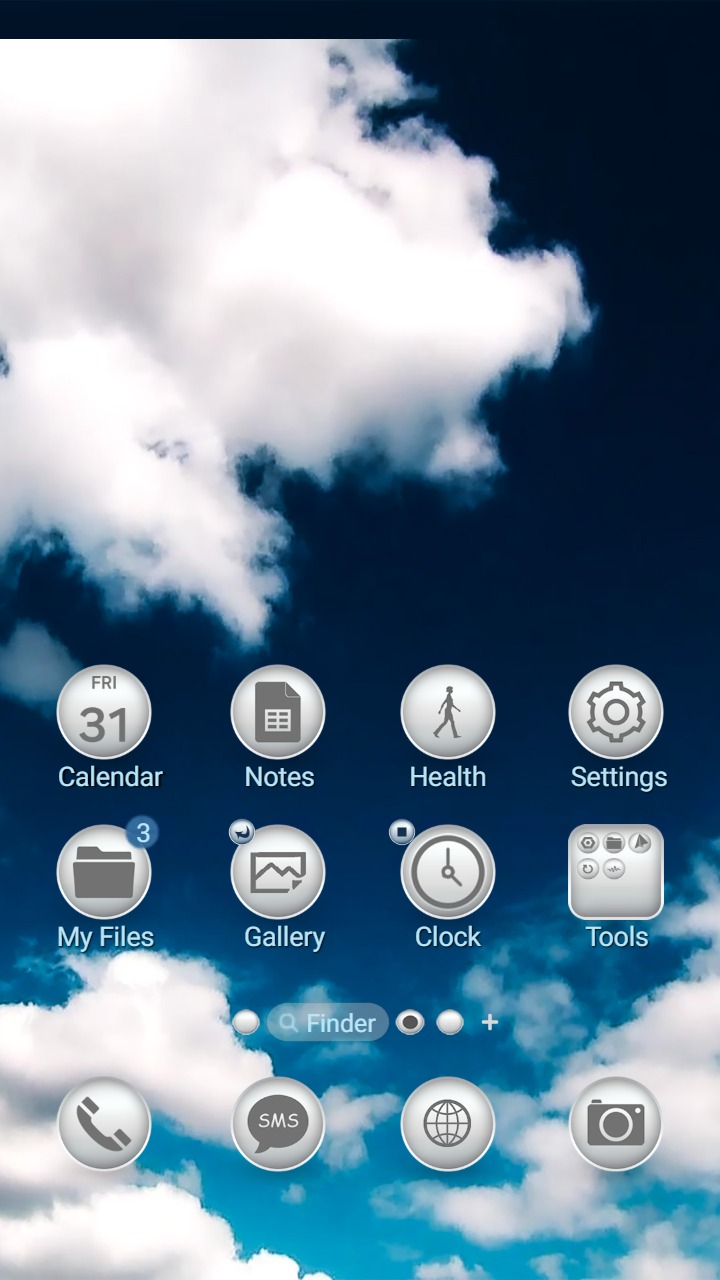 FRI
31
Calendar
Notes
Health
Settings
3
My Files
Gallery
Clock
Tools
Finder
+
SMS